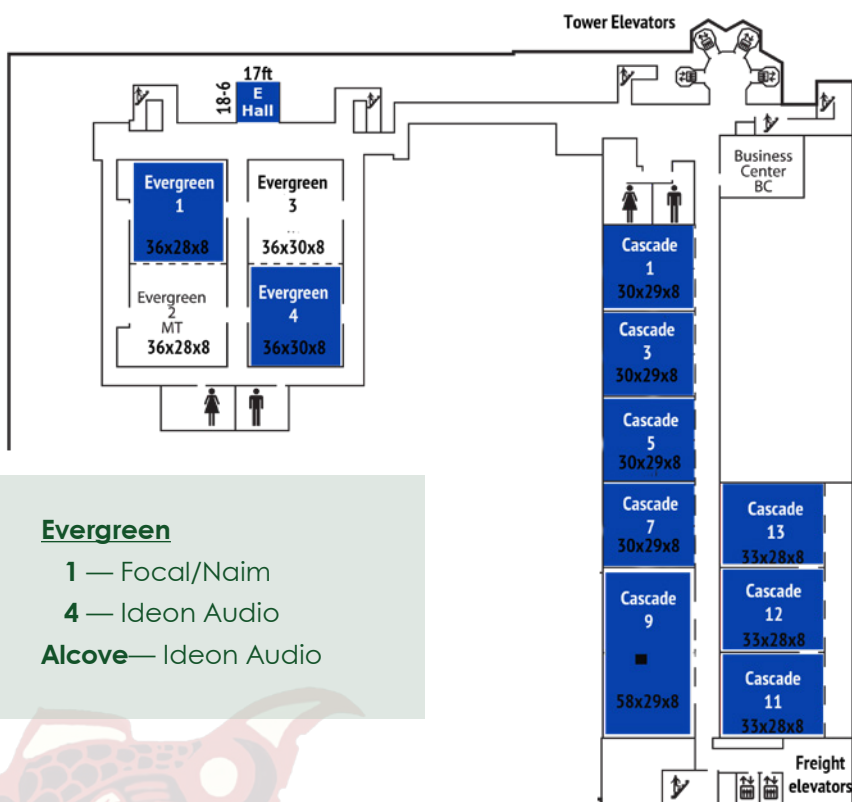 Tower Elevators
17ft
18-6
E
Hall
Business
Center
BC
Evergreen
1
36x28x8
Evergreen
3
36x30x8
Evergreen
2
MT
36x28x8
Evergreen
4
36x30x8
Cascade
1
30x29x8
Cascade
3
30x29x8
Cascade
5
30x29x8
Cascade
7
30x29x8
Cascade
9
58x29x8
Cascade
13
33x28x8
Cascade
12
33x28x8
Cascade
11
33x28x8
Freight
elevators
Evergreen
1 — Focal/Naim
4 — Ideon Audio
Alcove— Ideon Audio